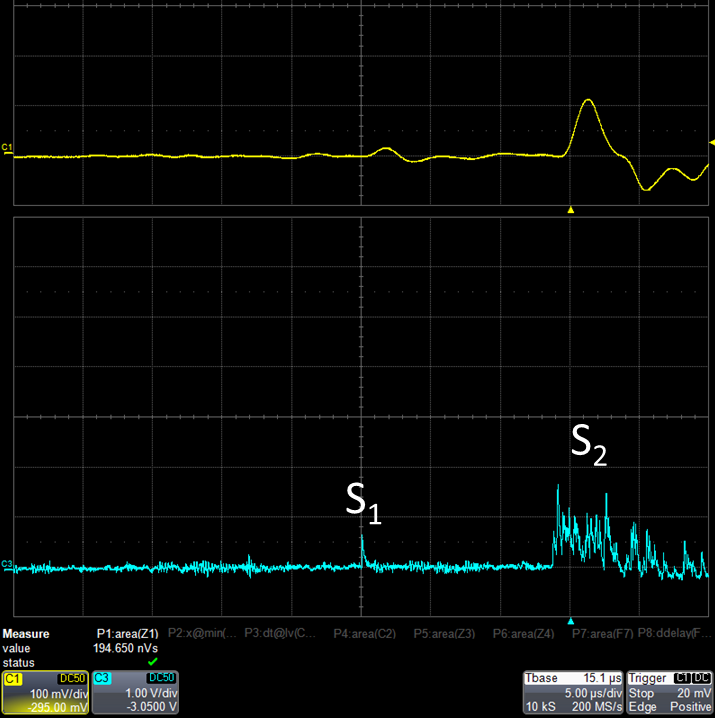 C1
S2
S1
C3
Measure P1:area(Z1) P2:x@min(... P3:dt@lv(C... P4:area(C2) P5:area(Z3) P6:area(Z4) P7:area(F7) P8:ddelay(F...
value 194.650 nVs
status
C1 DC50 C3 DC50 Tbase 15.1 µs Trigger C1 DC
100 mV/div 1.00 V/div 5.00 µs/div Stop 20 mV
-295.00 mV -3.0500 V 10 kS 200 MS/s Edge Positive